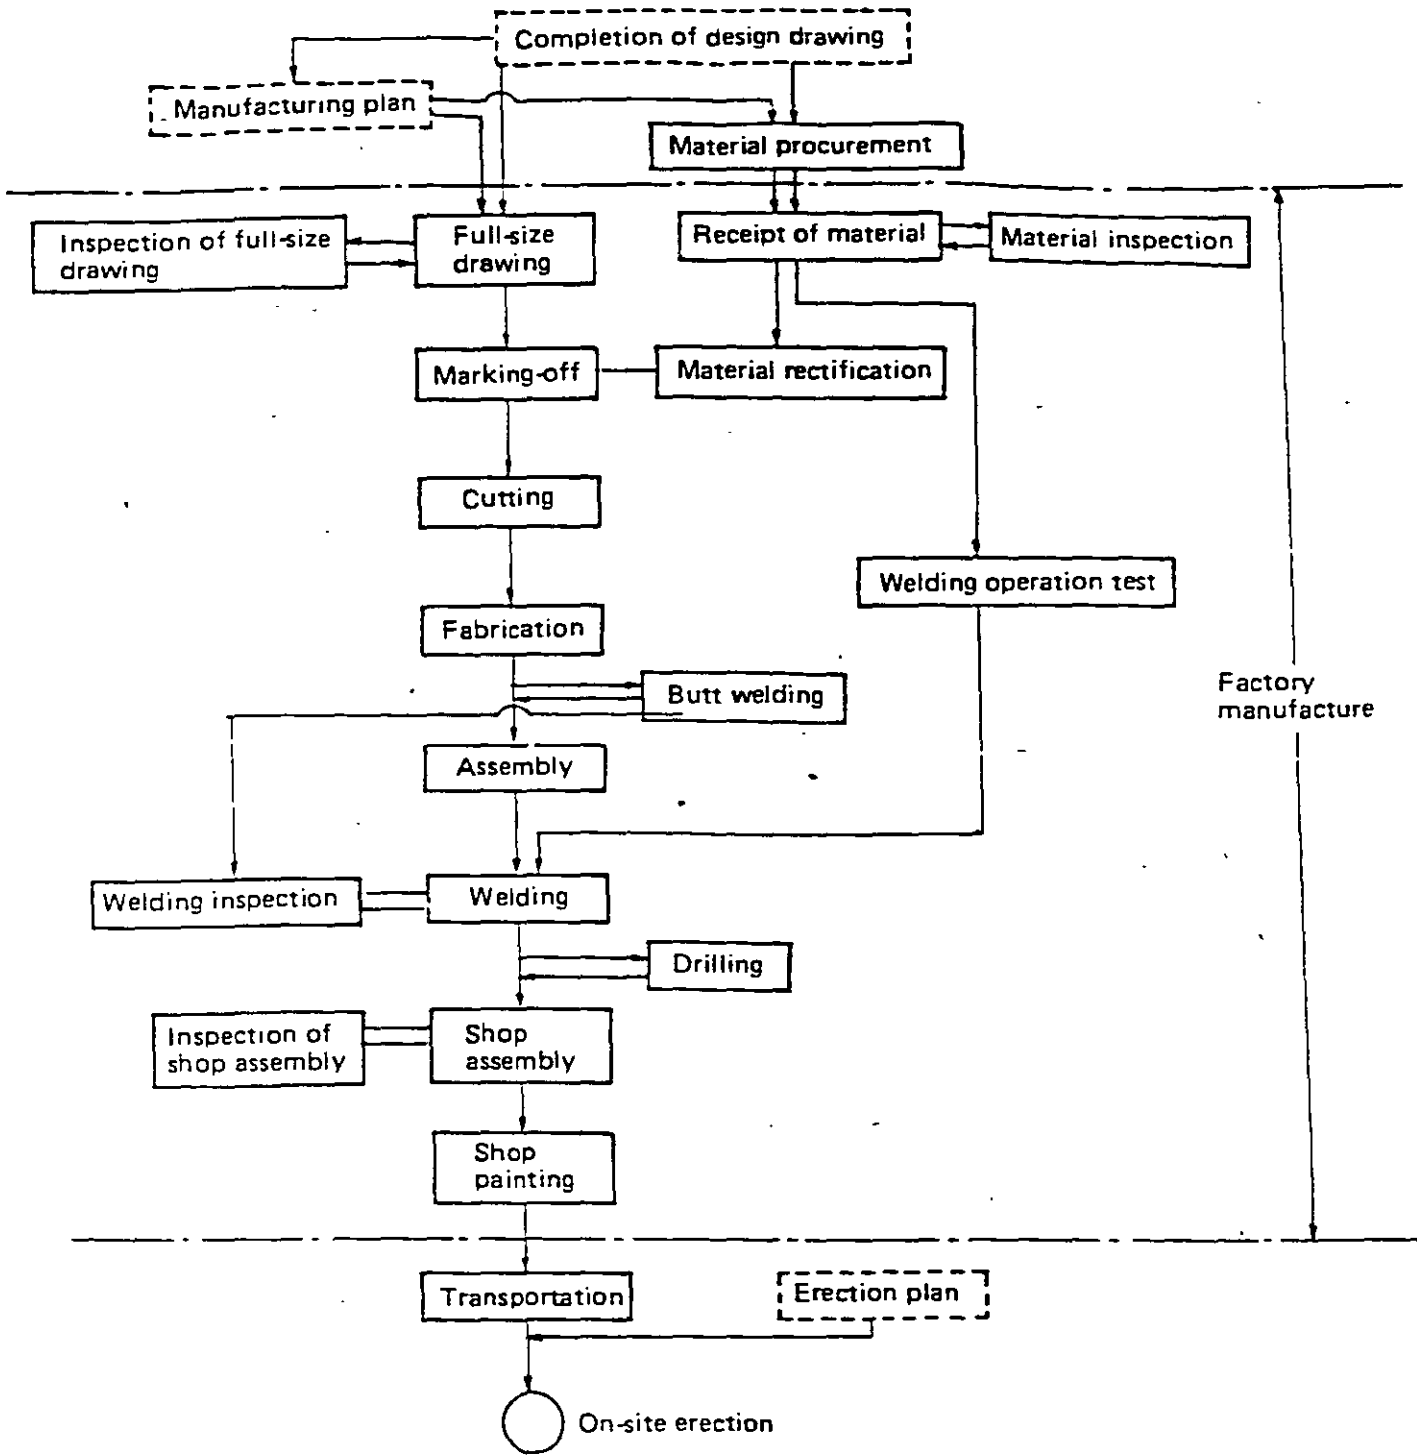 Completion of design drawing
Manufacturing plan
Material procurement
Inspection of full-size
drawing
Full-size
drawing
Receipt of material
Material inspection
Marking-off
Material rectification
Cutting
Welding operation test
Fabrication
Butt welding
Factory
manufacture
Assembly
Welding inspection
Welding
Drilling
Inspection of
shop assembly
Shop
assembly
Shop
painting
Transportation
Erection plan
On-site erection